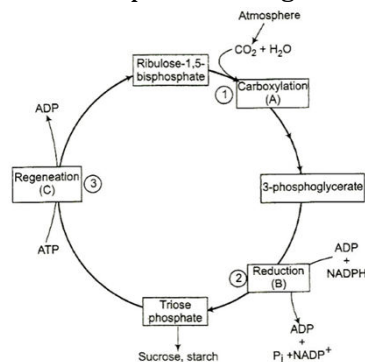 Atmosphere
CO2 + H2O
Ribulose-1,5-
bisphosphate
1
Carboxylation
(A)
ADP
Regeneation
(C)
3
3-phosphoglycerate
ATP
2
Reduction
(B)
ADP
+
NADPH
Triose
phosphate
ADP
+
Pi+NADP+
Sucrose, starch